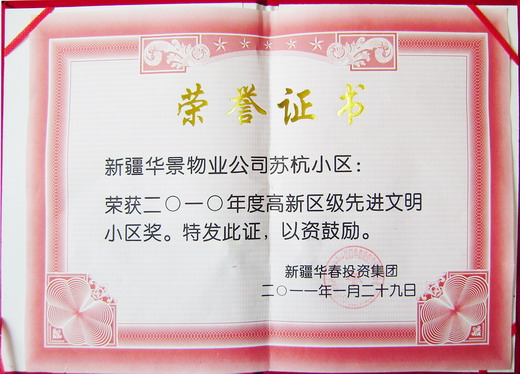 荣誉证书
新疆华景物业公司苏杭小区：
荣获二〇一〇年度高新区级先进文明
小区奖。特发此证，以资鼓励。
新疆华春投资集团
二〇一一年一月二十九日